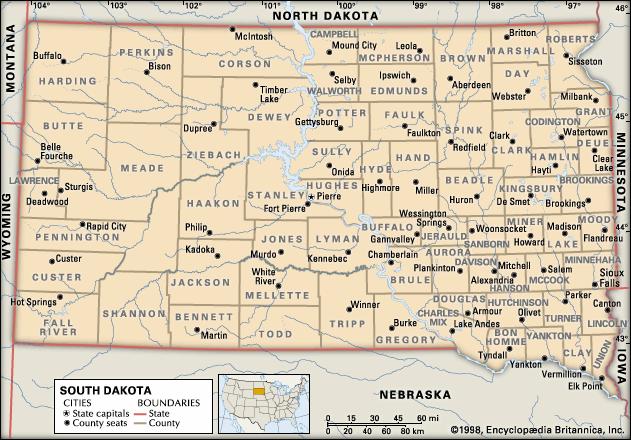 NORTH DAKOTA
104° 103° 102° 101° 100° 99° 98° 97° 46°
MONTANA
WYOMING
MINNESOTA
IOWA
NEBRASKA
45°
44°
43°
McIntosh
CAMPBELL
Britton
ROBERTS
Buffalo
PERKINS
Bison
CORSON
Mound City
Leola
McPHERSON
BROWN
MARSHALL
Sisseton
HARDING
Selby
Ipswich
DAY
Timber
Lake
WALWORTH
EDMUNDS
Aberdeen
Webster
Milbank
DEWEY
POTTER
GRANT
BUTTE
Dupree
Gettysburg
FAULK
Faulkton
SPINK
CODINGTON
Clark
Watertown
Belle
Fourche
ZIEBACH
SULLY
Redfield
CLARK
DEUEL
Clear
Lake
MEADE
Onida
HYDE
HAND
HAMLIN
Hayti
LAWRENCE
Sturgis
Deadwood
HAAKON
STANLEY
HUGHES
Pierre
Fort Pierre
Highmore
Miller
BEADLE
Huron
KINGSBURY
De Smet
BROOKINGS
Brookings
Rapid City
PENNINGTON
Philip
Kadoka
JONES
Murdo
LYMAN
Kennebec
BUFFALO
Gannvalley
Wessington
Springs
JERAULD
Woonsocket
SANBORN
MINER
Howard
Madison
LAKE
MOODY
Flandreau
Custer
CUSTER
White
River
Chamberlain
AURORA
Plankinton
DAVISON
Mitchell
Alexandria
HANSON
Salem
McCOOK
MINNEHAHA
Sioux
Falls
Hot Springs
JACKSON
MELLETTE
BRULE
FALL
RIVER
SHANNON
BENNETT
Martin
TODD
Winner
TRIPP
Burke
GREGORY
DOUGLAS
Armour
CHARLES
MIX
Lake Andes
HUTCHINSON
Olivet
Parker
TURNER
Canton
LINCOLN
BON
HOMME
Tyndall
YANKTON
Yankton
CLAY
Vermillion
UNION
Elk Point
SOUTH DAKOTA
CITIES BOUNDARIES
State capitals State
County seats County
0 15 30 45 60 mi
0 40 80 km
©1998, Encyclopædia Britannica, Inc.